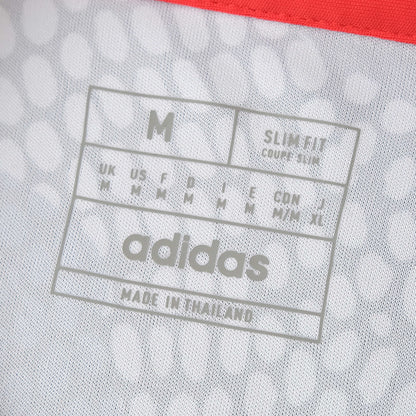 M
SLIM FIT
COUPE SLIM
UK US F D I E CDN J
M M M M M M M/M XL
adidas
MADE IN THAILAND